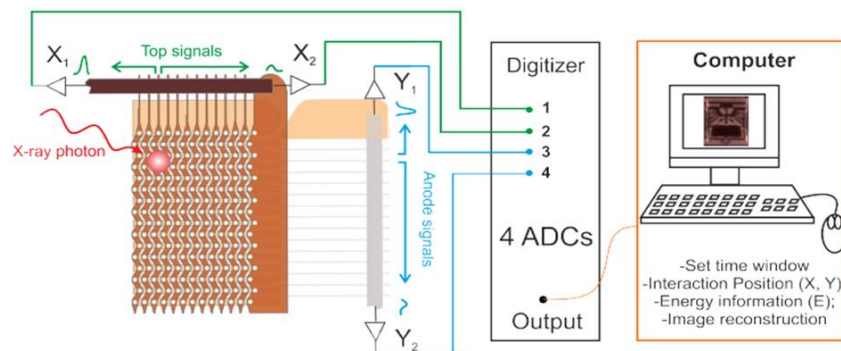 X1
Top signals
X2
X-ray photon
Y1
Anode signals
Y2
Digitizer
1
2
3
4
4 ADCs
Output
Computer
-Set time window
-Interaction Position (X, Y)
-Energy information (E);
-Image reconstruction